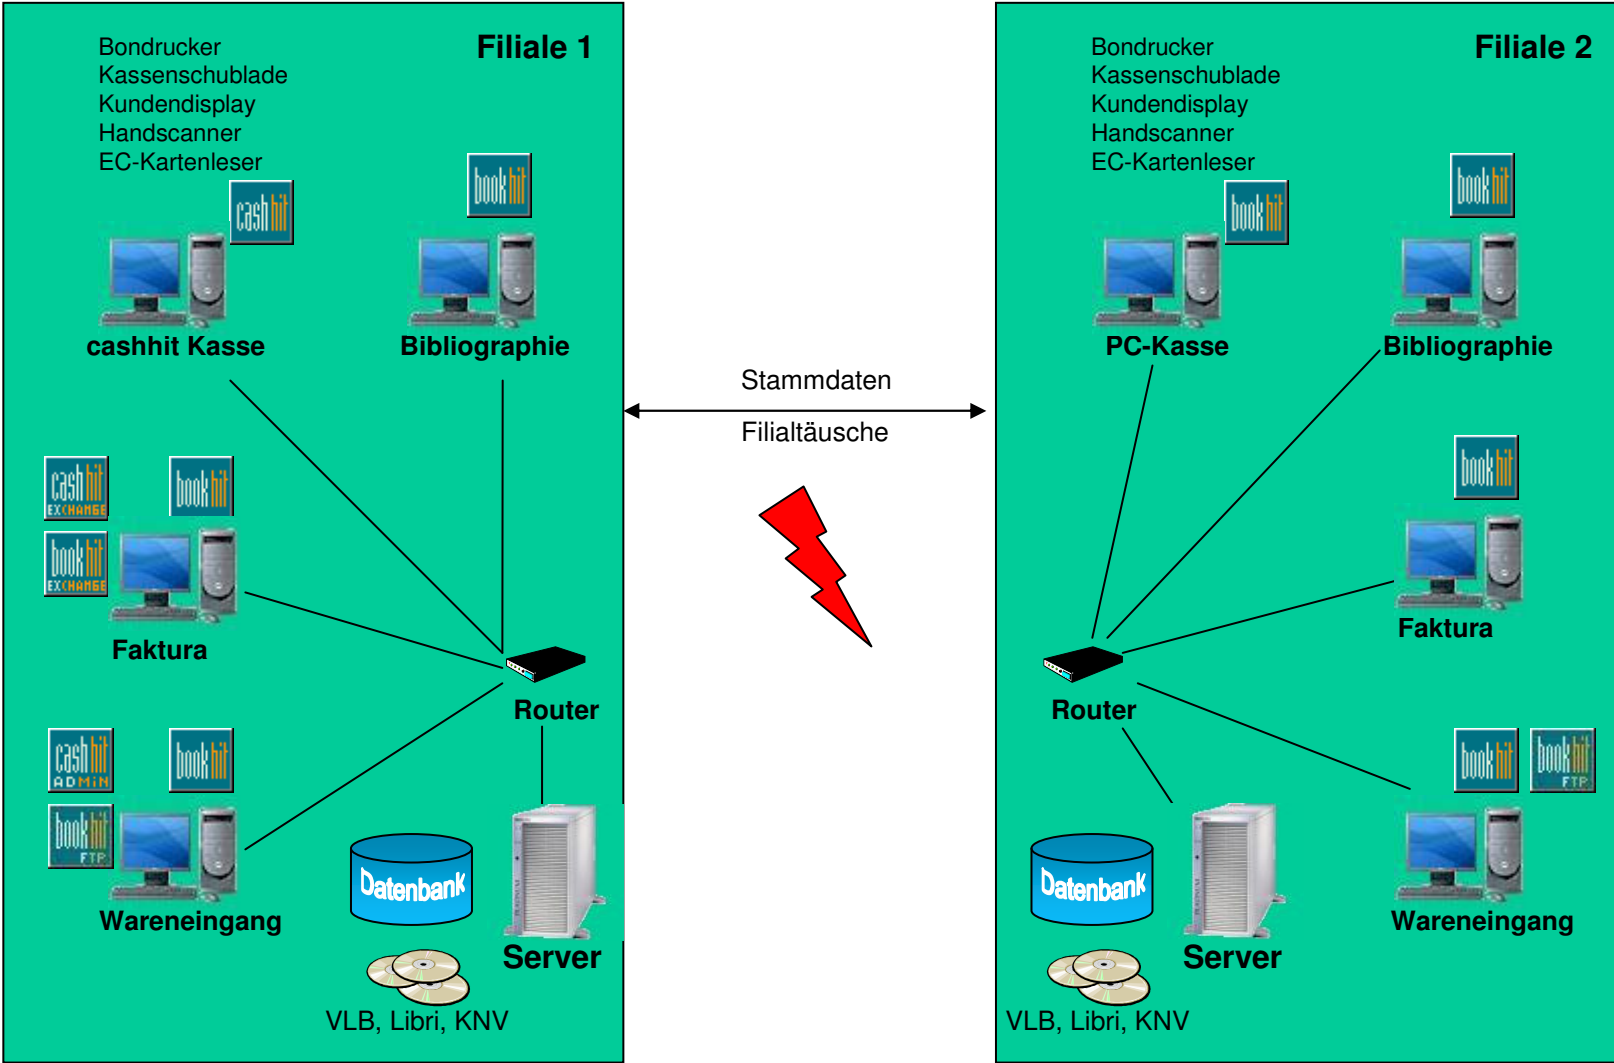 Filiale 1
Bondrucker
Kassenschublade
Kundendisplay
Handscanner
EC-Kartenleser
cash hit
book hit
cashhit Kasse
Bibliographie
cash hit
EXCHANGE
book hit
book hit
EXCHANGE
Faktura
Router
cash hit
ADMIN
book hit
book hit
FTP
Wareneingang
Datenbank
Server
VLB, Libri, KNV
Stammdaten
Filialtäusche
Filiale 2
Bondrucker
Kassenschublade
Kundendisplay
Handscanner
EC-Kartenleser
book hit
book hit
PC-Kasse
Bibliographie
book hit
Faktura
Router
book hit
book hit
FTP
Wareneingang
Datenbank
Server
VLB, Libri, KNV